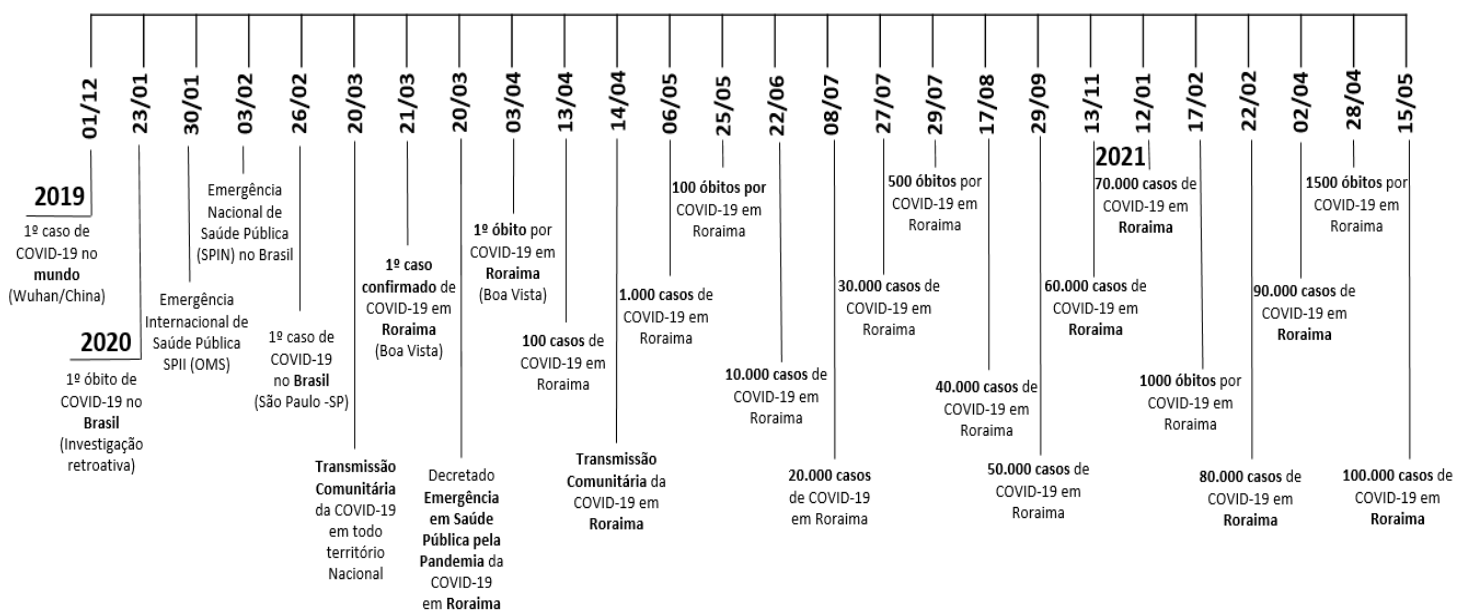 01/12
23/01
30/01
03/02
26/02
20/03
21/03
20/03
03/04
13/04
14/04
06/05
25/05
22/06
08/07
27/07
29/07
17/08
29/09
13/11
12/01
17/02
22/02
02/04
28/04
15/05
2019
1º caso de
COVID-19 no
mundo
(Wuhan/China)
2020
1º óbito de
COVID-19 no
Brasil
(Investigação
retroativa)
Emergência
Internacional de
Saúde Pública
SPII (OMS)
Emergência
Nacional de
Saúde Pública
(SPIN) no Brasil
1º caso de
COVID-19
no Brasil
(São Paulo -SP)
Transmissão
Comunitária
da COVID-19
em todo
território
Nacional
1º caso
confirmado de
COVID-19 em
Roraima
(Boa Vista)
Decretado
Emergência
em Saúde
Pública pela
Pandemia da
COVID-19
em Roraima
1º óbito por
COVID-19 em
Roraima
(Boa Vista)
100 casos de
COVID-19 em
Roraima
Transmissão
Comunitária da
COVID-19 em
Roraima
1.000 casos de
COVID-19 em
Roraima
100 óbitos por
COVID-19 em
Roraima
10.000 casos de
COVID-19 em
Roraima
20.000 casos
de COVID-19
em Roraima
30.000 casos de
COVID-19 em
Roraima
500 óbitos por
COVID-19 em
Roraima
40.000 casos de
COVID-19 em
Roraima
50.000 casos de
COVID-19 em
Roraima
60.000 casos de
COVID-19 em
Roraima
2021
70.000 casos de
COVID-19 em
Roraima
1000 óbitos por
COVID-19 em
Roraima
80.000 casos de
COVID-19 em
Roraima
90.000 casos de
COVID-19 em
Roraima
1500 óbitos por
COVID-19 em
Roraima
100.000 casos de
COVID-19 em
Roraima